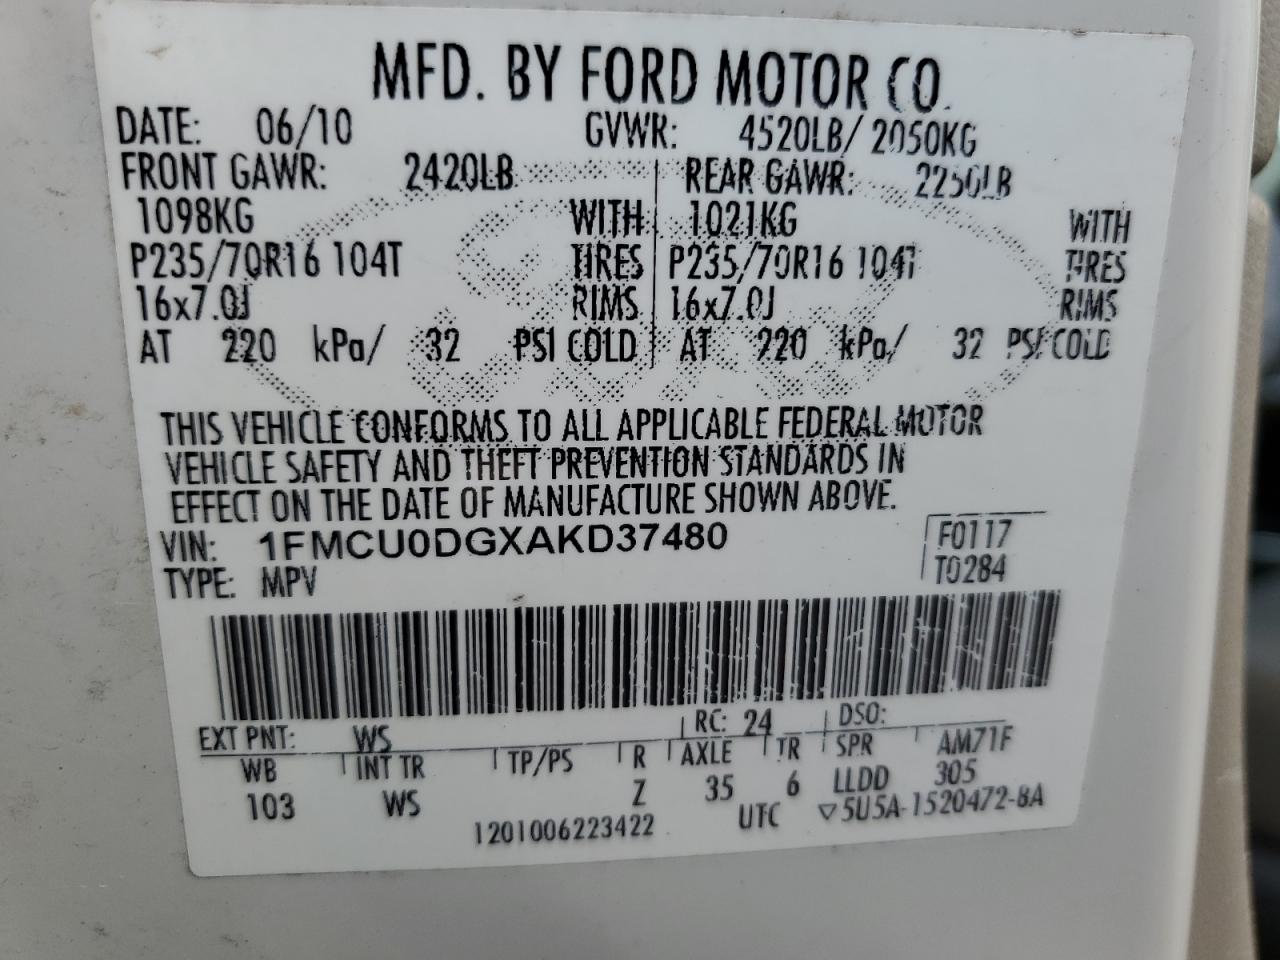 MFD. BY FORD MOTOR CO.
DATE: 06/10 GVWR: 4520LB/ 2050KG
FRONT GAWR: 2420LB REAR GAWR: 2250LB
1098KG WITH 1021KG WITH
P235/70R16 104T TIRES P235/70R16 104T TIRES
16x7.0J RIMS 16x7.0J RIMS
AT 220 kPa/ 32 PSI COLD AT 220 kPa/ 32 PSI COLD
THIS VEHICLE CONFORMS TO ALL APPLICABLE FEDERAL MOTOR
VEHICLE SAFETY AND THEFT PREVENTION STANDARDS IN
EFFECT ON THE DATE OF MANUFACTURE SHOWN ABOVE.
VIN: 1FMCU0DGXAKD37480 F0117
TYPE: MPV T0284
EXT PNT: WS RC: 24 DSO:
WB INT TR TP/PS R AXLE TR SPR AM71F
103 WS Z 35 6 LLDD 305
1201006223422 UTC ▽5U5A-1520472-BA